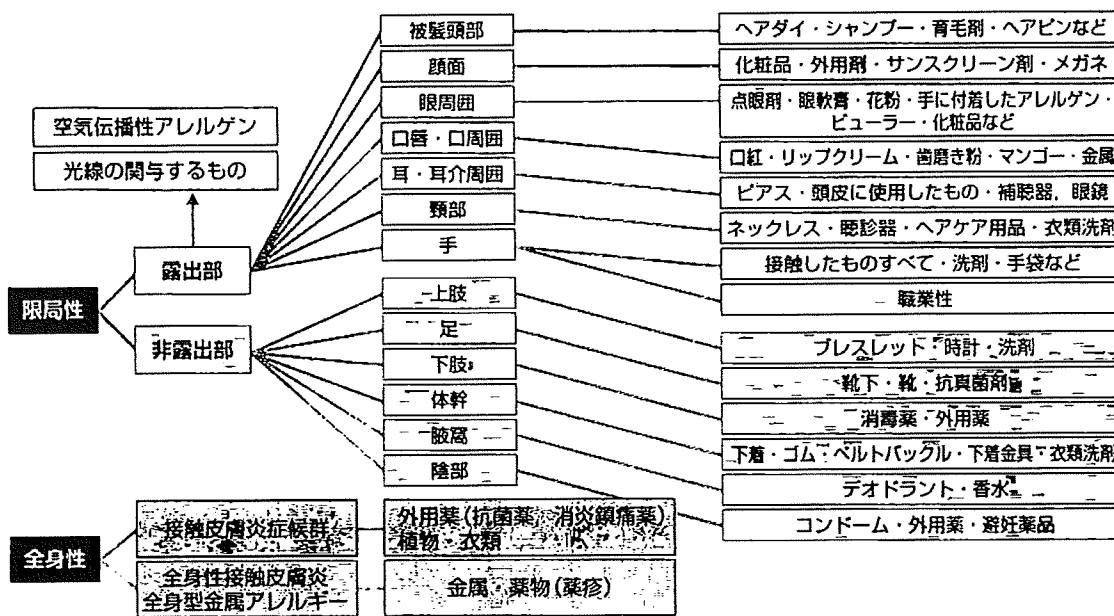 被髪頭部
ヘアダイ・シャンプー・育毛剤・ヘアピンなど
顔面
化粧品・外用剤・サンスクリーン剤・メガネ
眼周囲
点眼剤・眼軟膏・花粉・手に付着したアレルゲン・
ビューラー・化粧品など
口唇・口周囲
口紅・リップクリーム・歯磨き粉・マンゴー・金属
耳・耳介周囲
ピアス・頭皮に使用したもの・補聴器,眼鏡
頸部
ネックレス・聴診器・ヘアケア用品・衣類洗剤
手
接触したものすべて・洗剤・手袋など
職業性
空気伝播性アレルゲン
光線の関与するもの
露出部
限局性
非露出部
上肢
ブレスレット・時計・洗剤
足
靴下・靴・抗真菌剤
下肢
消毒薬・外用薬
体幹
下着・ゴム・ベルトバックル・下着金具・衣類洗剤
腋窩
デオドラント・香水
陰部
コンドーム・外用薬・避妊薬品
全身性
接触皮膚炎症候群
外用薬(抗菌薬 消炎鎮痛薬)
植物・衣類
全身性接触皮膚炎
全身型金属アレルギー
金属・薬物(薬疹)